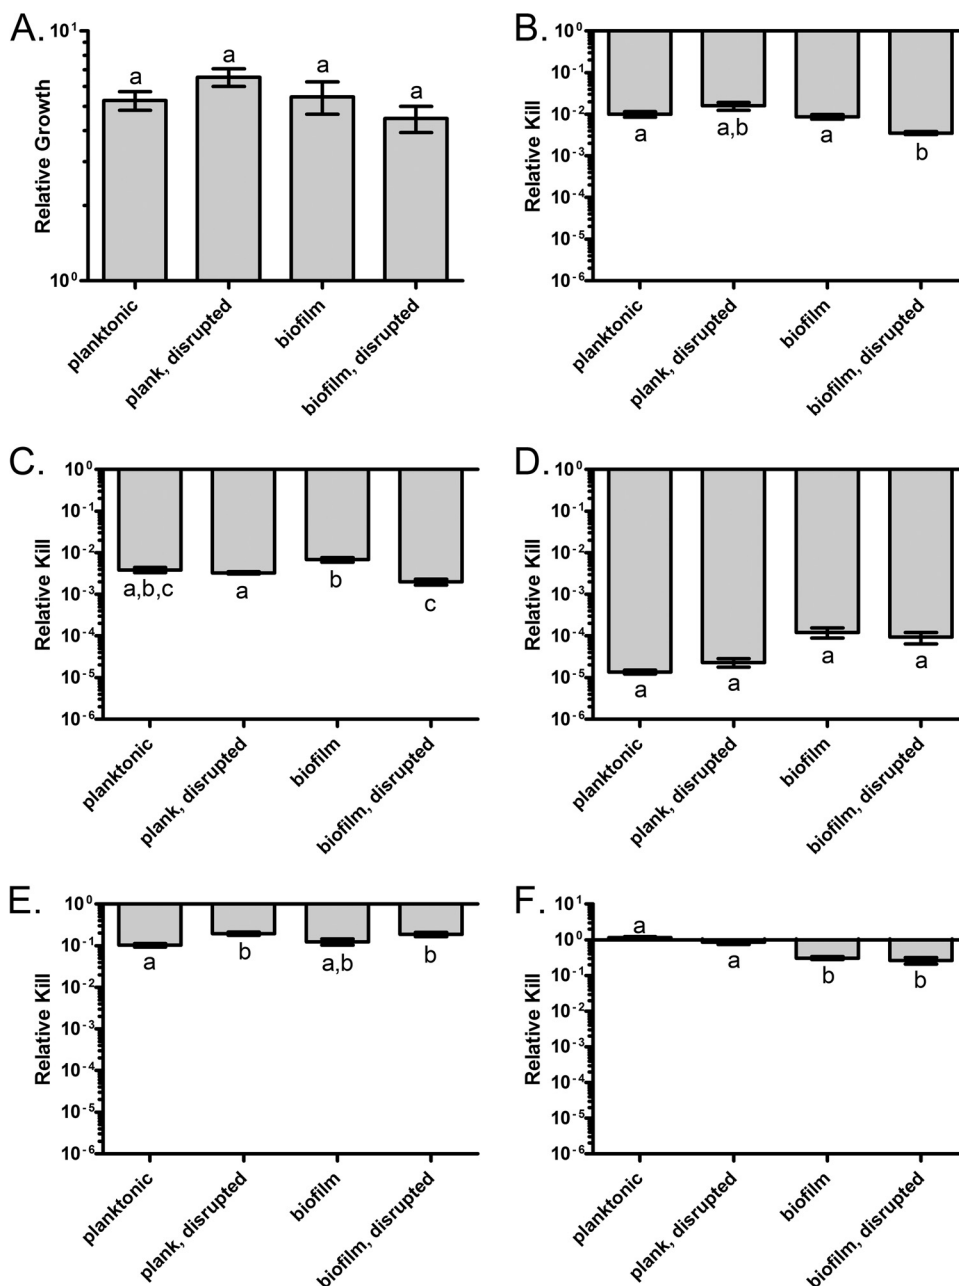 A.
Relative Growth
10¹
10⁰
a
a
a
a
planktonic
plank, disrupted
biofilm
biofilm, disrupted
B.
Relative Kill
10⁰
10⁻¹
10⁻²
10⁻³
10⁻⁴
10⁻⁵
10⁻⁶
a
a,b
a
b
planktonic
plank, disrupted
biofilm
biofilm, disrupted
C.
Relative Kill
10⁰
10⁻¹
10⁻²
10⁻³
10⁻⁴
10⁻⁵
10⁻⁶
a,b,c
a
b
c
planktonic
plank, disrupted
biofilm
biofilm, disrupted
D.
Relative Kill
10⁰
10⁻¹
10⁻²
10⁻³
10⁻⁴
10⁻⁵
10⁻⁶
a
a
a
a
planktonic
plank, disrupted
biofilm
biofilm, disrupted
E.
Relative Kill
10⁰
10⁻¹
10⁻²
10⁻³
10⁻⁴
10⁻⁵
10⁻⁶
a
b
a,b
b
planktonic
plank, disrupted
biofilm
biofilm, disrupted
F.
Relative Kill
10¹
10⁰
10⁻¹
10⁻²
10⁻³
10⁻⁴
10⁻⁵
10⁻⁶
a
a
b
b
planktonic
plank, disrupted
biofilm
biofilm, disrupted